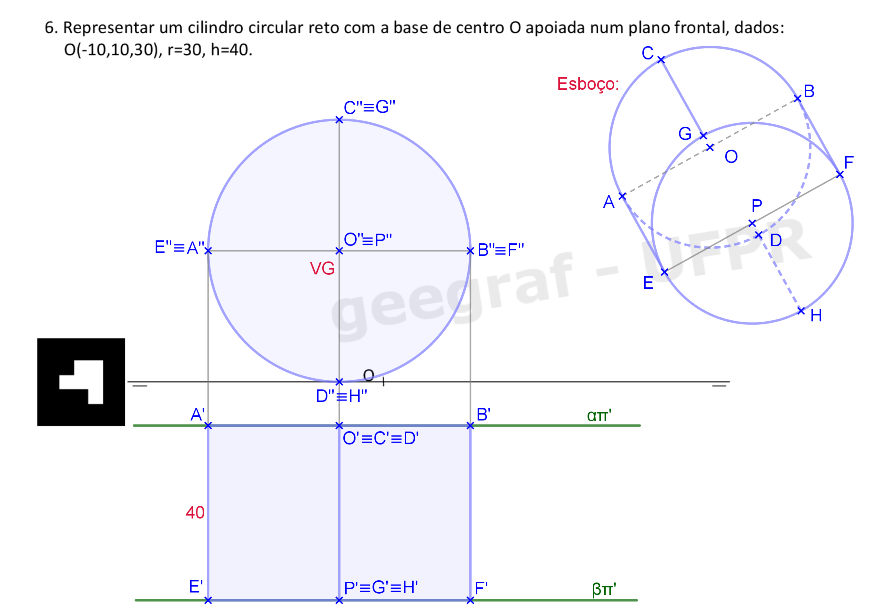 6. Representar um cilindro circular reto com a base de centro O apoiada num plano frontal, dados:
O(-10,10,30), r=30, h=40.
Esboço:
C
B
G
O
F
A
P
D
E
H
C"≡G"
E"≡A"
O"≡P"
B"≡F"
VG
geegraf - UFPR
O
D"≡H"
A'
B'
απ'
O'≡C'≡D'
40
E'
P'≡G'≡H'
F'
βπ'